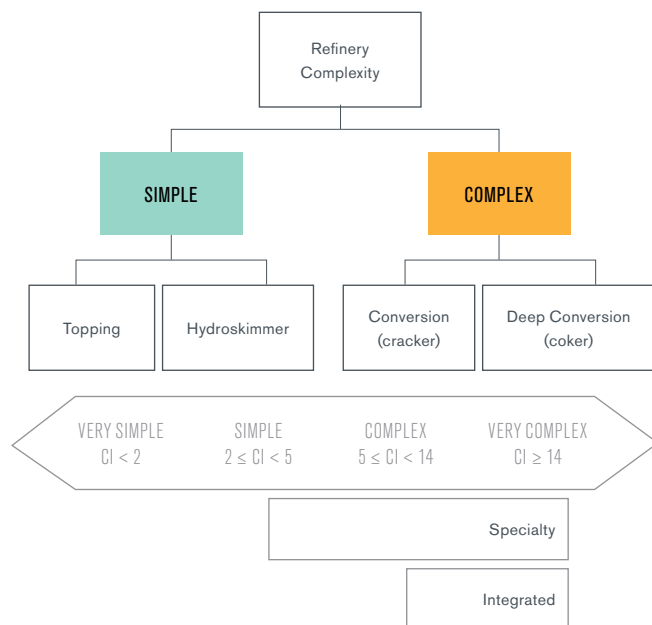 Refinery
Complexity
SIMPLE
COMPLEX
Topping
Hydroskimmer
Conversion
(cracker)
Deep Conversion
(coker)
VERY SIMPLE
CI < 2
SIMPLE
2 ≤ CI < 5
COMPLEX
5 ≤ CI < 14
VERY COMPLEX
CI ≥ 14
Specialty
Integrated